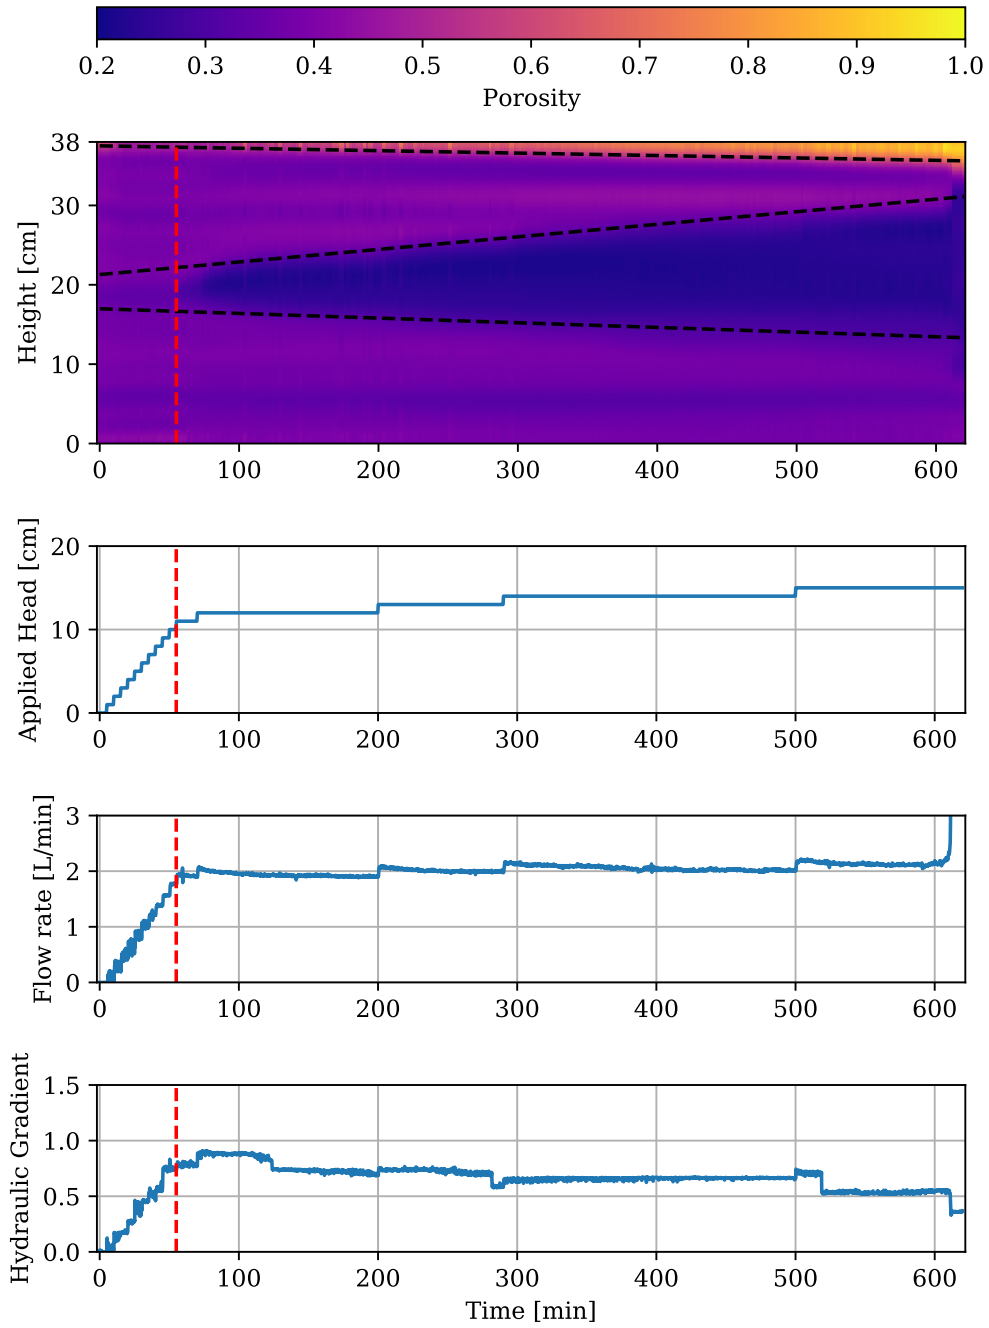 0.2 0.3 0.4 0.5 0.6 0.7 0.8 0.9 1.0
Porosity
38
30
20
10
0
Height [cm]
0 100 200 300 400 500 600
20
10
0
Applied Head [cm]
0 100 200 300 400 500 600
3
2
1
0
Flow rate [L/min]
0 100 200 300 400 500 600
1.5
1.0
0.5
0.0
Hydraulic Gradient
0 100 200 300 400 500 600
Time [min]